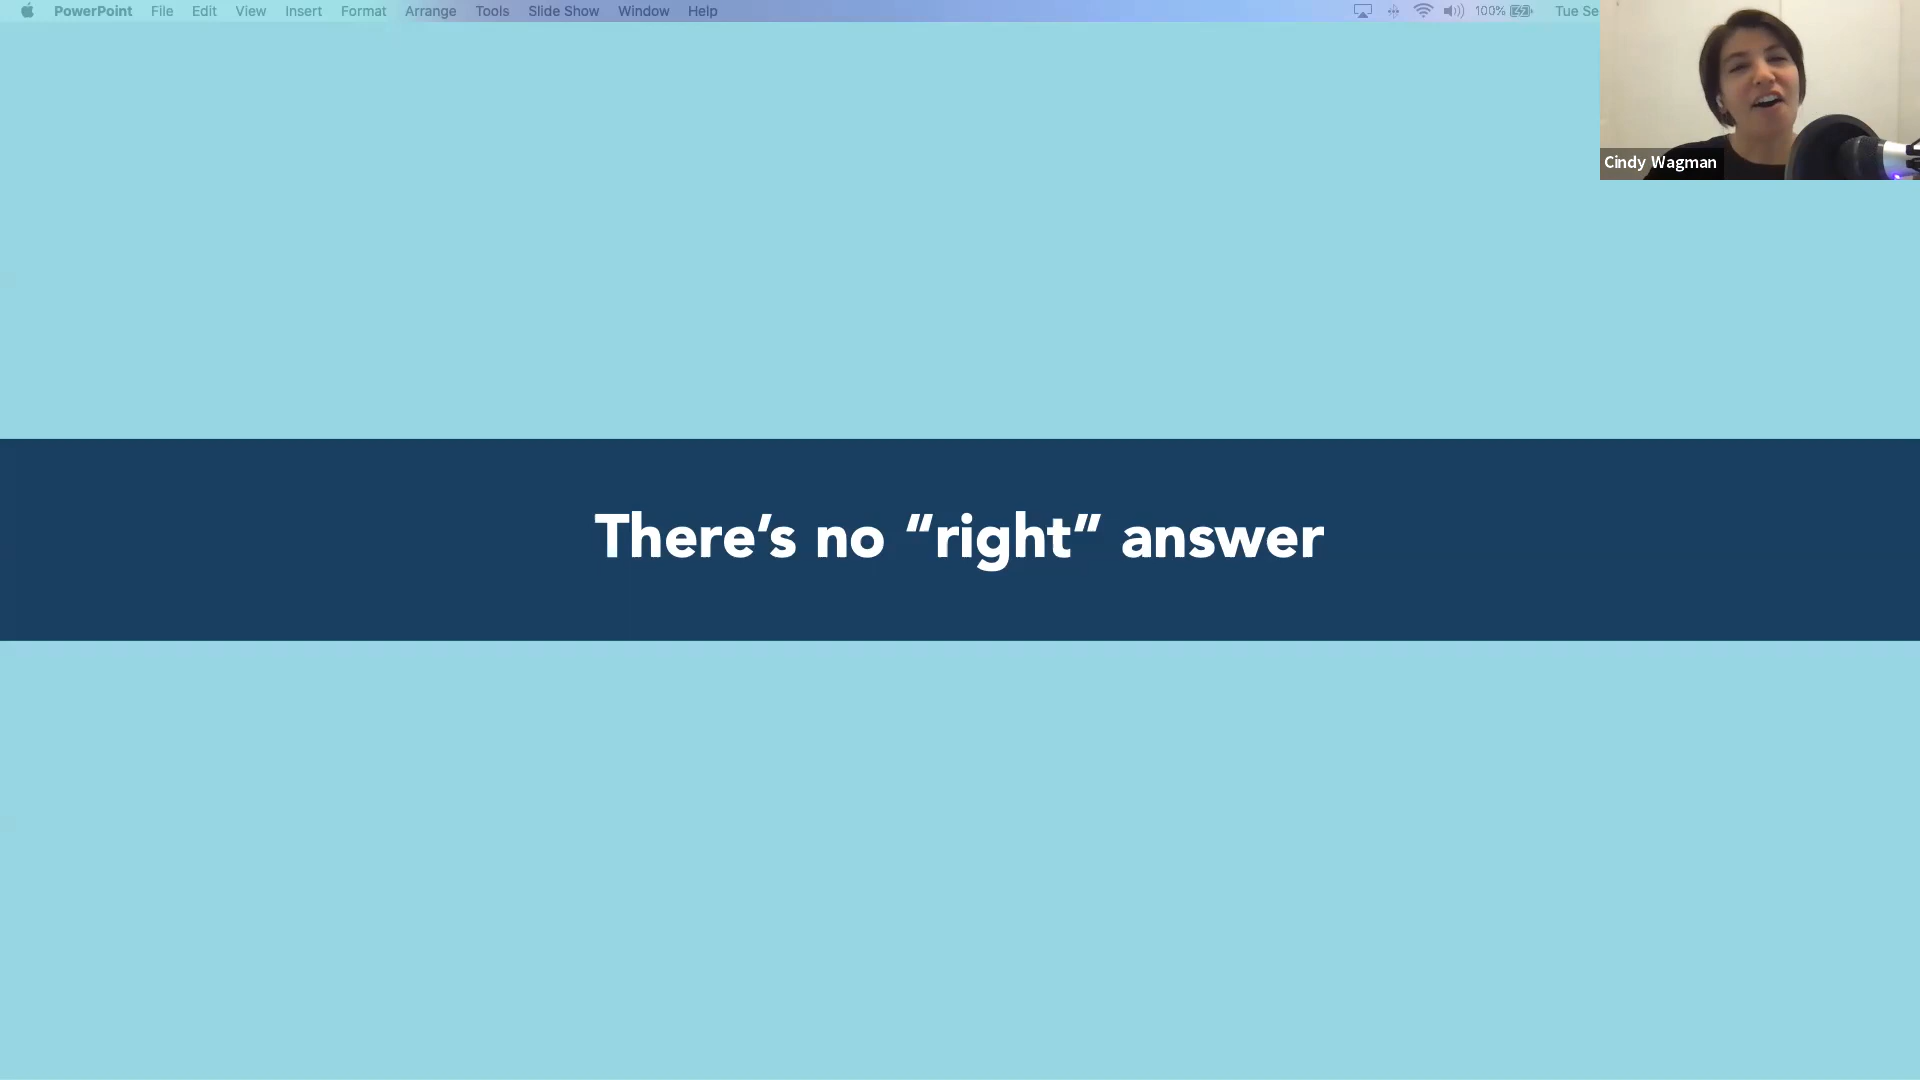 PowerPoint File Edit View Insert Format Arrange Tools Slide Show Window Help 100% Tue Se
Cindy Wagman
There’s no “right” answer